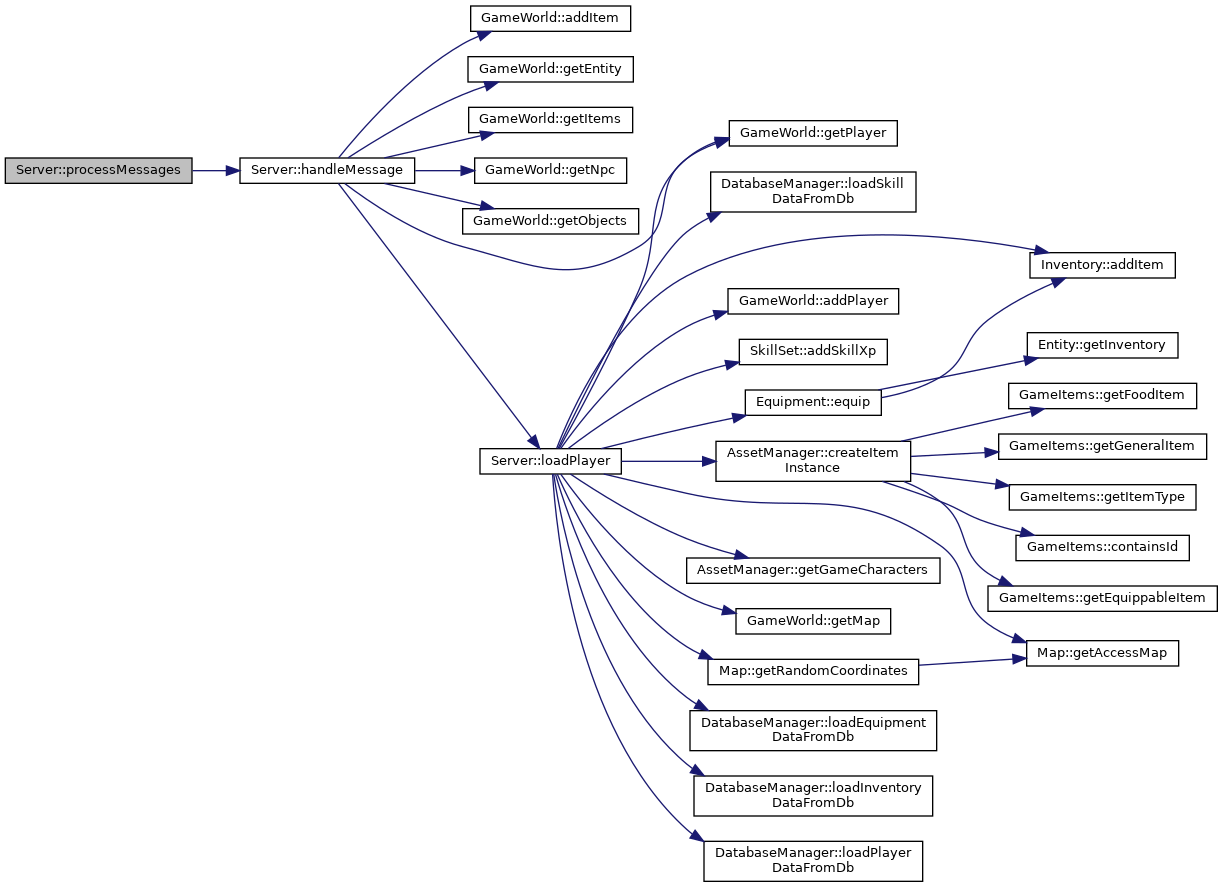 Server::processMessages
Server::handleMessage
GameWorld::addItem
GameWorld::getEntity
GameWorld::getItems
GameWorld::getNpc
GameWorld::getObjects
Server::loadPlayer
GameWorld::getPlayer
DatabaseManager::loadSkill
DataFromDb
GameWorld::addPlayer
SkillSet::addSkillXp
Equipment::equip
AssetManager::createItem
Instance
AssetManager::getGameCharacters
GameWorld::getMap
Map::getRandomCoordinates
DatabaseManager::loadEquipment
DataFromDb
DatabaseManager::loadInventory
DataFromDb
DatabaseManager::loadPlayer
DataFromDb
Inventory::addItem
Entity::getInventory
GameItems::getFoodItem
GameItems::getGeneralItem
GameItems::getItemType
GameItems::containsId
GameItems::getEquippableItem
Map::getAccessMap